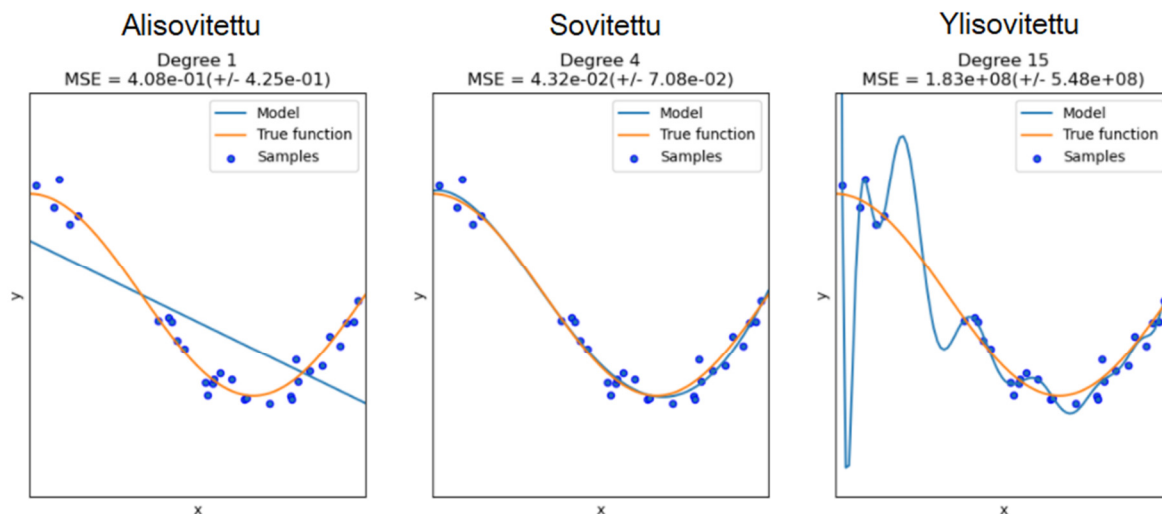 Alisovitettu
Degree 1
MSE = 4.08e-01(+/- 4.25e-01)
Model
True function
Samples
y
x
Sovitettu
Degree 4
MSE = 4.32e-02(+/- 7.08e-02)
Model
True function
Samples
y
x
Ylisovitettu
Degree 15
MSE = 1.83e+08(+/- 5.48e+08)
Model
True function
Samples
y
x